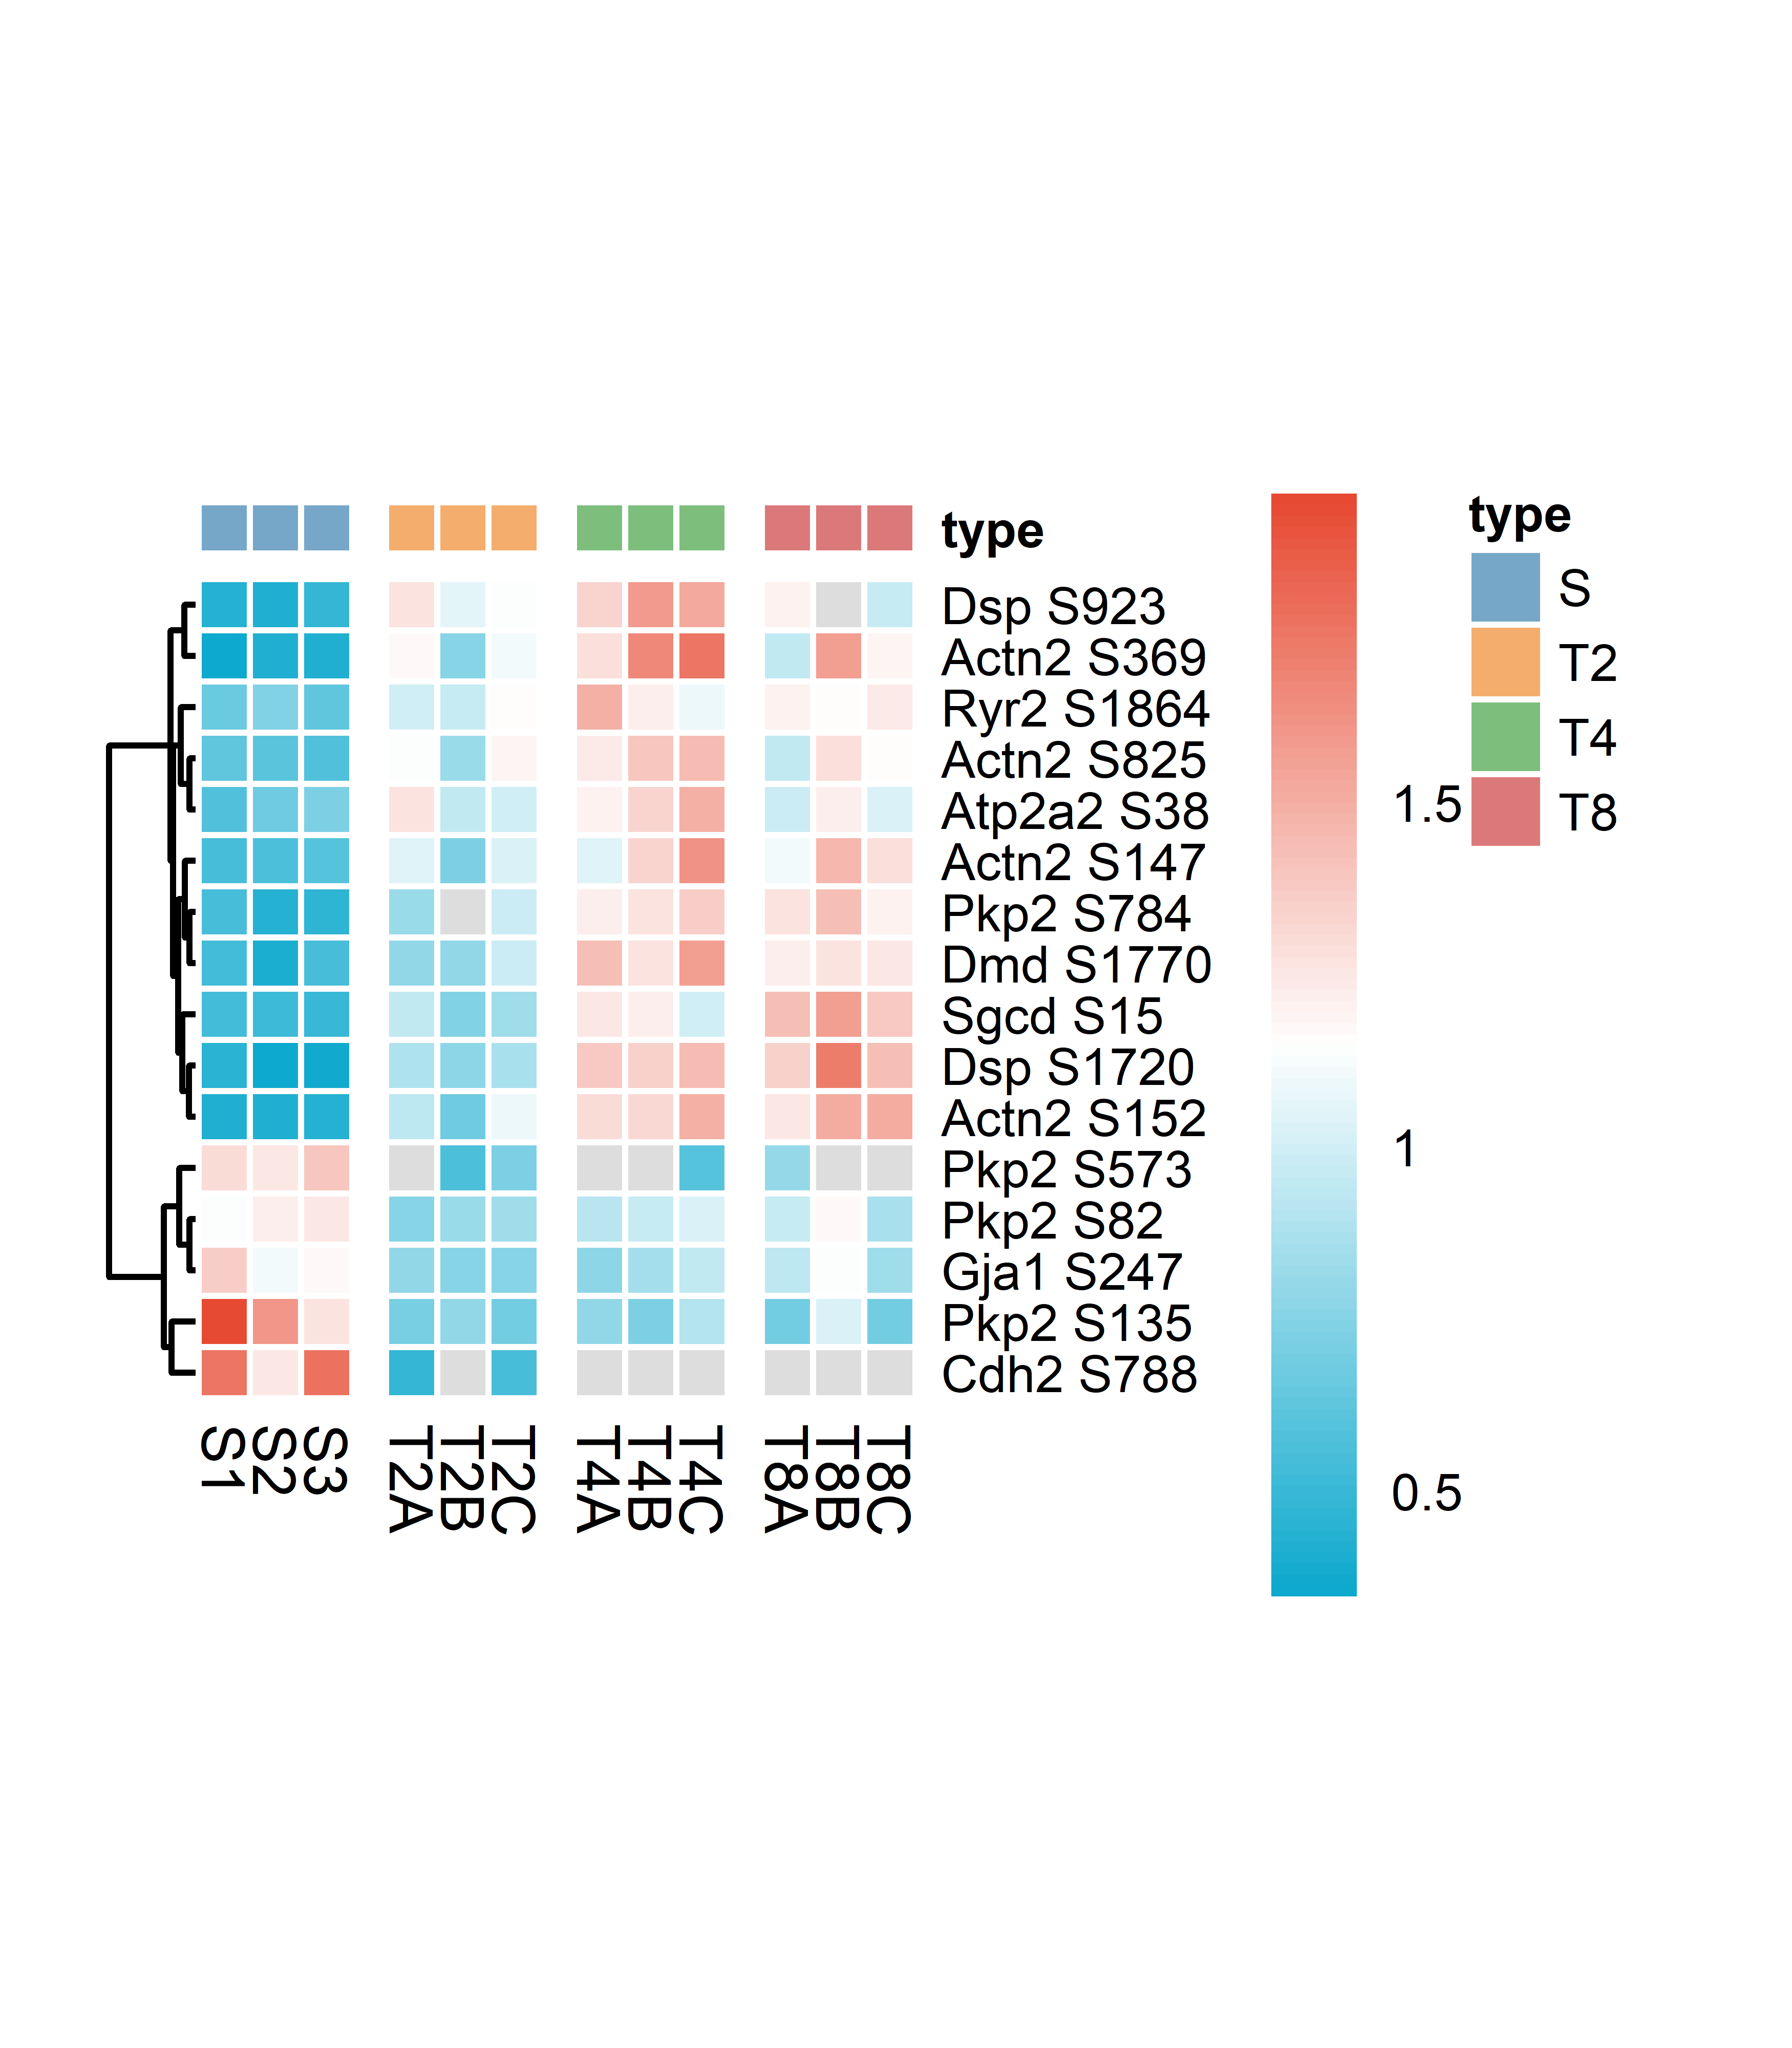 type
Dsp S923
Actn2 S369
Ryr2 S1864
Actn2 S825
Atp2a2 S38
Actn2 S147
Pkp2 S784
Dmd S1770
Sgcd S15
Dsp S1720
Actn2 S152
Pkp2 S573
Pkp2 S82
Gja1 S247
Pkp2 S135
Cdh2 S788
S1
S2
S3
T2A
T2B
T2C
T4A
T4B
T4C
T8A
T8B
T8C
1.5
1
0.5
type
S
T2
T4
T8